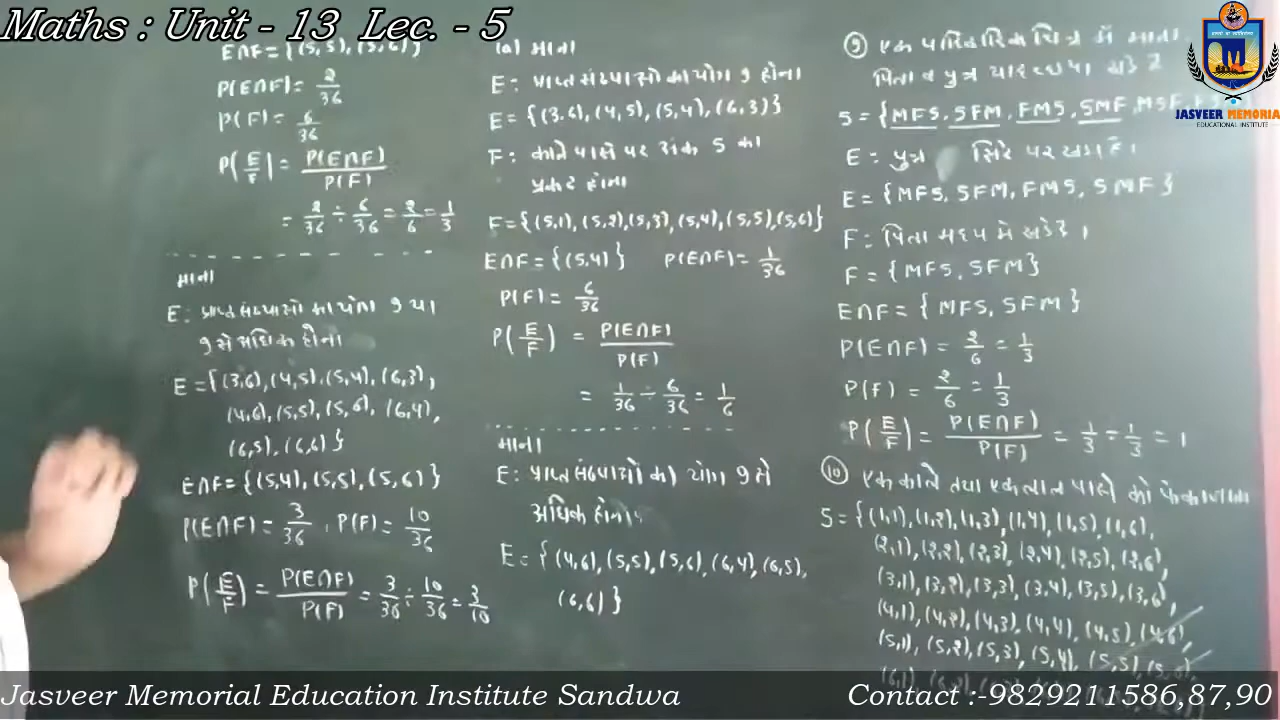 Maths : Unit - 13 Lec. - 5
E∩F = {(5,5), (5,6)}
P(E∩F) = 2/36
P(F) = 6/36
P(E/F) = P(E∩F)/P(F)
= 2/36 ÷ 6/36 = 2/6 = 1/3
माना
E : प्राप्त संख्याओ का योग 9 या
9 से अधिक होना
E = {(3,6), (4,5), (5,4), (6,3),
(4,6), (5,5), (5,6), (6,4),
(6,5), (6,6)}
E∩F = {(5,4), (5,5), (5,6)}
P(E∩F) = 3/36 , P(F) = 10/36
P(E/F) = P(E∩F)/P(F) = 3/36 ÷ 10/36 = 3/10
(a) माना
E : प्राप्त संख्याओ का योग 9 होना
E = {(3,6), (4,5), (5,4), (6,3)}
F : काले पासे पर अंक 5 का
प्रकट होना
F = {(5,1), (5,2), (5,3), (5,4), (5,5), (5,6)}
E∩F = {(5,4)} P(E∩F) = 1/36
P(F) = 6/36
P(E/F) = P(E∩F)/P(F)
= 1/36 ÷ 6/36 = 1/6
माना
E : प्राप्त संख्याओ का योग 9 से
अधिक होना
E = {(4,6), (5,5), (5,6), (6,4), (6,5),
(6,6)}
⑨ एक पारिवारिक चित्र में माता
पिता व पुत्र खडे है
S = {MFS, SFM, FMS, SMF, MSF,
E : पुत्र सिरे पर खडा है।
E = {MFS, SFM, FMS, SMF}
F : पिता मध्य मे खडे है।
F = {MFS, SFM}
E∩F = {MFS, SFM}
P(E∩F) = 2/6 = 1/3
P(F) = 2/6 = 1/3
P(E/F) = P(E∩F)/P(F) = 1/3 ÷ 1/3 = 1
⑩ एक काले तथा एक लाल पासे को फेंका जाता
S = {(1,1), (1,2), (1,3), (1,4), (1,5), (1,6),
(2,1), (2,2), (2,3), (2,4), (2,5), (2,6),
(3,1), (3,2), (3,3), (3,4), (3,5), (3,6),
(4,1), (4,2), (4,3), (4,4), (4,5), (4,6),
(5,1), (5,2), (5,3), (5,4), (5,5), (5,6),
JASVEER MEMORIA
EDUCATIONAL INSTITUTE
Jasveer Memorial Education Institute Sandwa
Contact :-9829211586,87,90